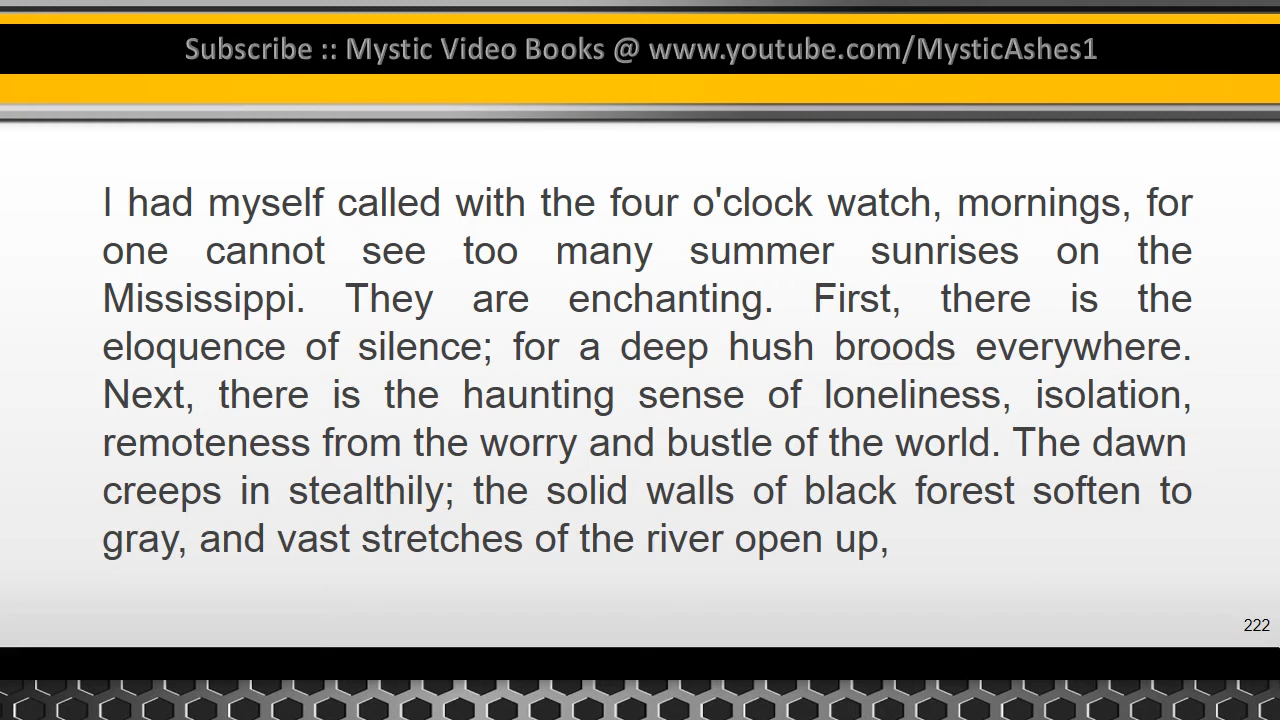 Subscribe :: Mystic Video Books @ www.youtube.com/MysticAshes1
I had myself called with the four o'clock watch, mornings, for
one cannot see too many summer sunrises on the
Mississippi. They are enchanting. First, there is the
eloquence of silence; for a deep hush broods everywhere.
Next, there is the haunting sense of loneliness, isolation,
remoteness from the worry and bustle of the world. The dawn
creeps in stealthily; the solid walls of black forest soften to
gray, and vast stretches of the river open up,
222